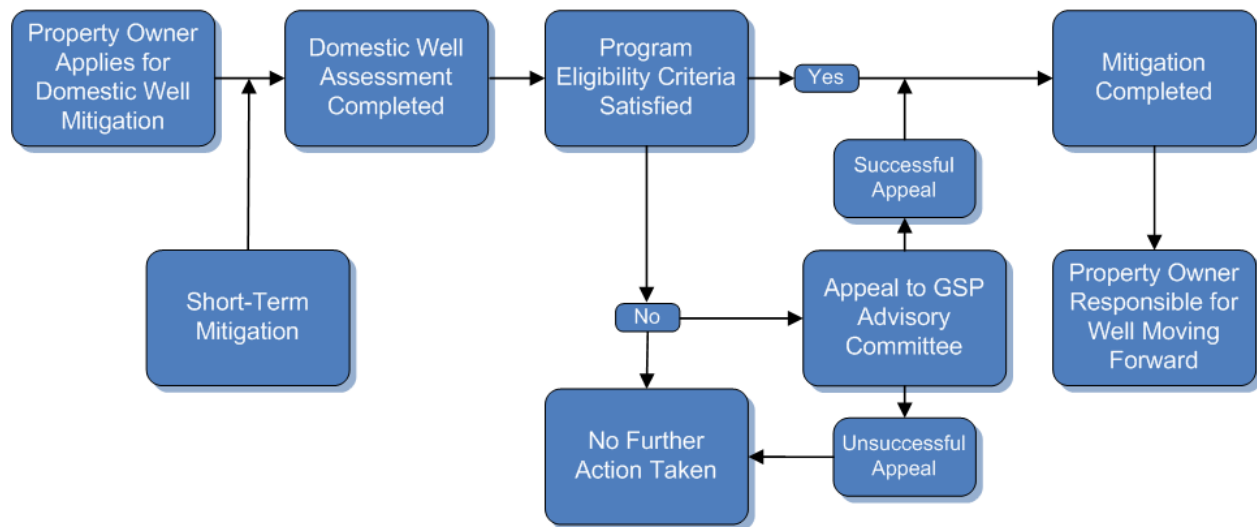 Property Owner
Applies for
Domestic Well
Mitigation
Domestic Well
Assessment
Completed
Program
Eligibility Criteria
Satisfied
Yes
Mitigation
Completed
Successful
Appeal
Short-Term
Mitigation
No
Appeal to GSP
Advisory
Committee
Property Owner
Responsible for
Well Moving
Forward
No Further
Action Taken
Unsuccessful
Appeal